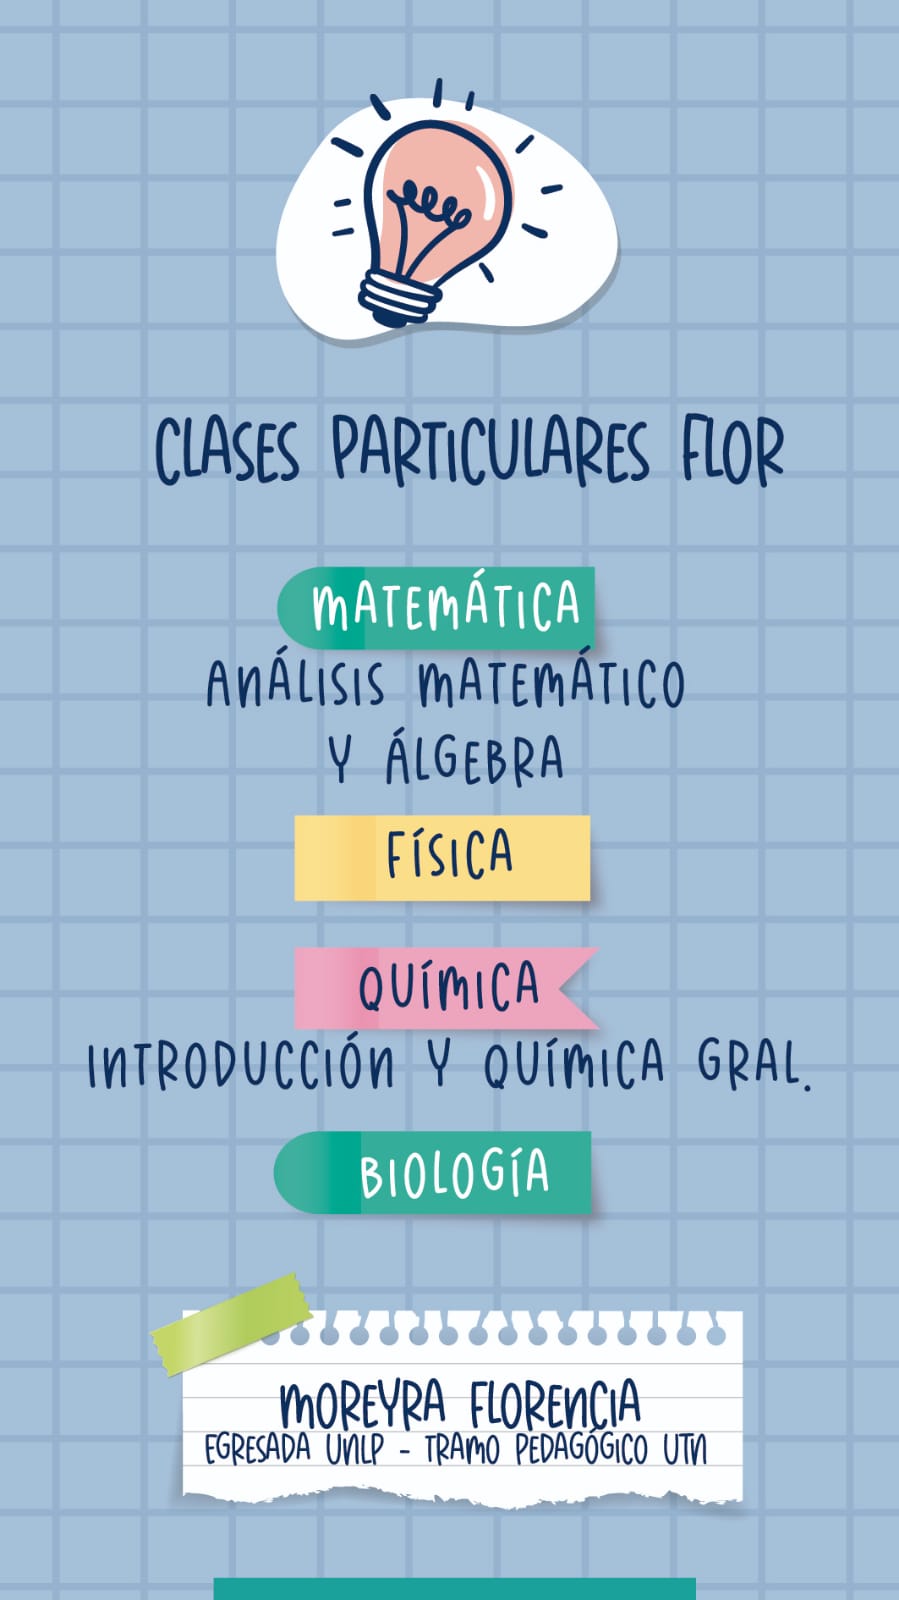 CLASES PARTICULARES FLOR
MATEMÁTICA
ANÁLISIS MATEMÁTICO
Y ÁLGEBRA
FÍSICA
QUÍMICA
INTRODUCCIÓN Y QUÍMICA GRAL.
BIOLOGÍA
MOREYRA FLORENCIA
EGRESADA UNLP - TRAMO PEDAGÓGICO UTN